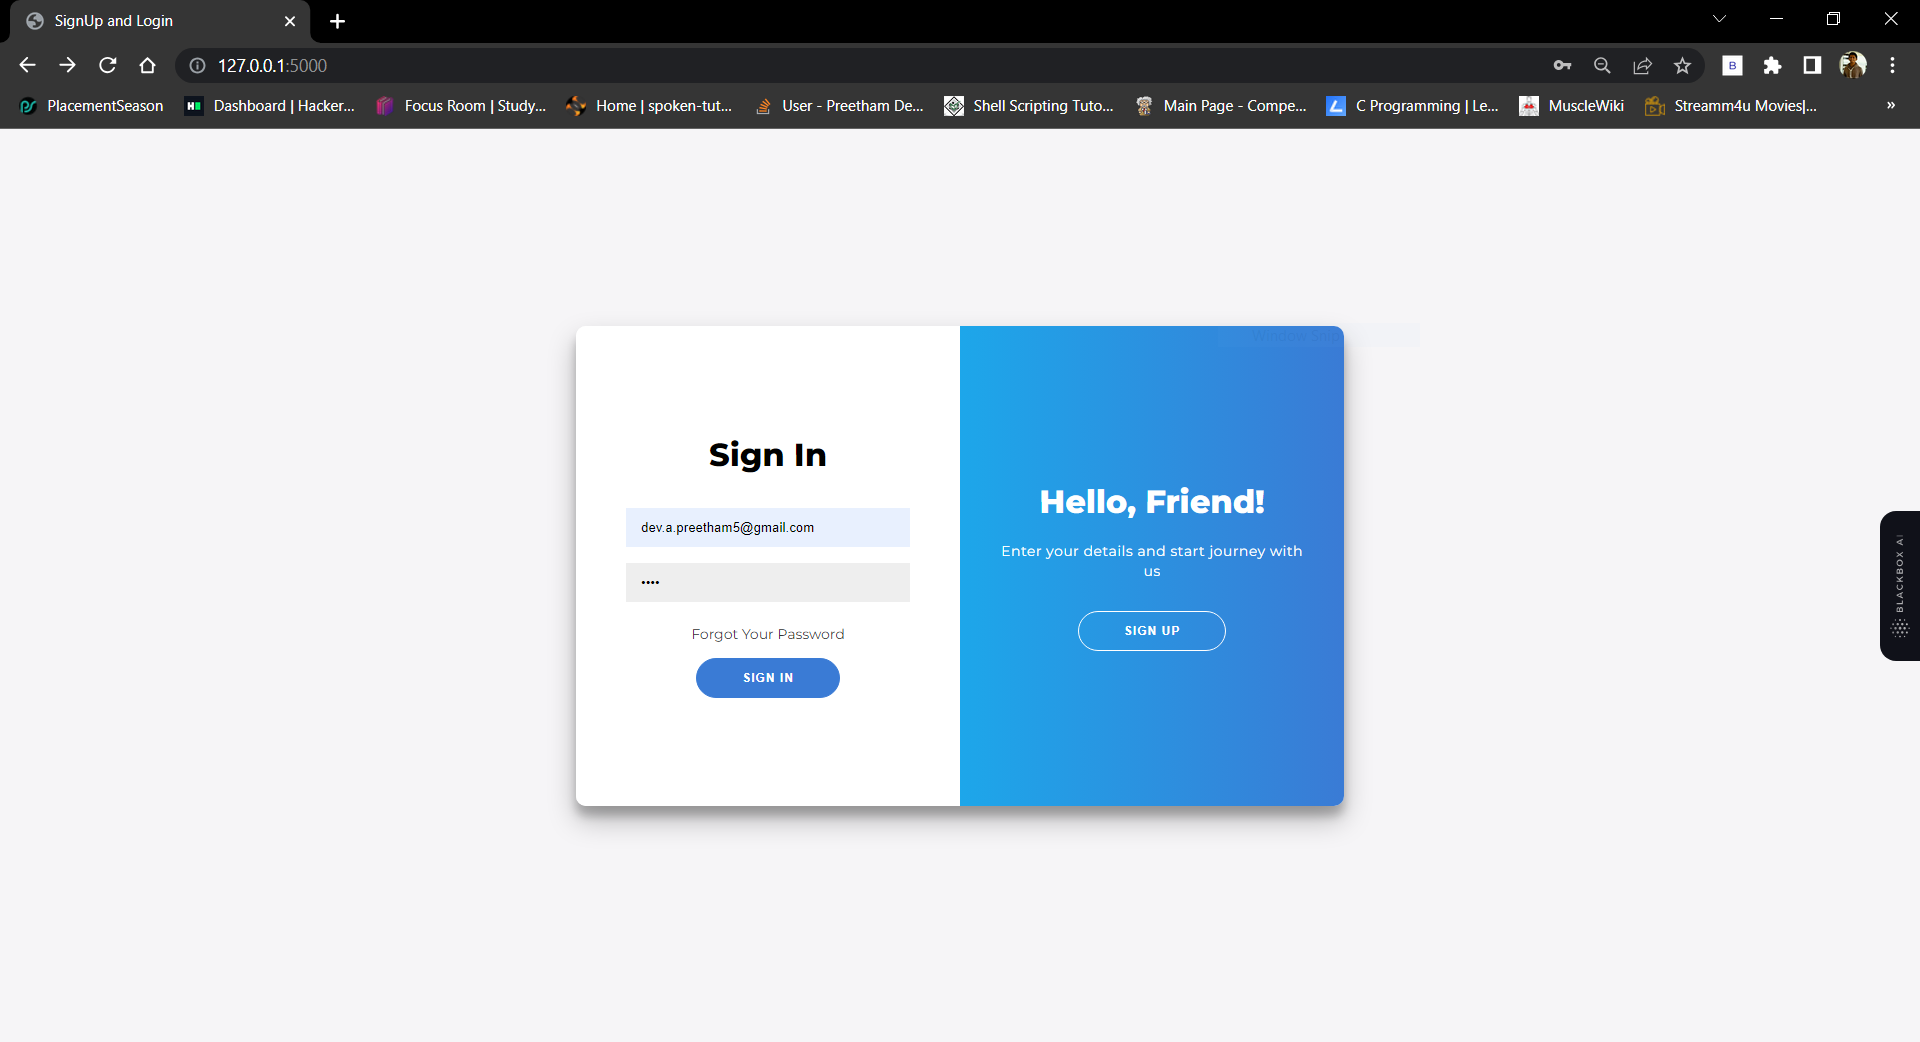 SignUp and Login
127.0.0.1:5000
PlacementSeason
Dashboard | Hacker...
Focus Room | Study...
Home | spoken-tut...
User - Preetham De...
Shell Scripting Tuto...
Main Page - Compe...
C Programming | Le...
MuscleWiki
Streamm4u Movies|...
»
Sign In
dev.a.preetham5@gmail.com
••••
Forgot Your Password
SIGN IN
Hello, Friend!
Enter your details and start journey with
us
SIGN UP
BLACKBOX AI